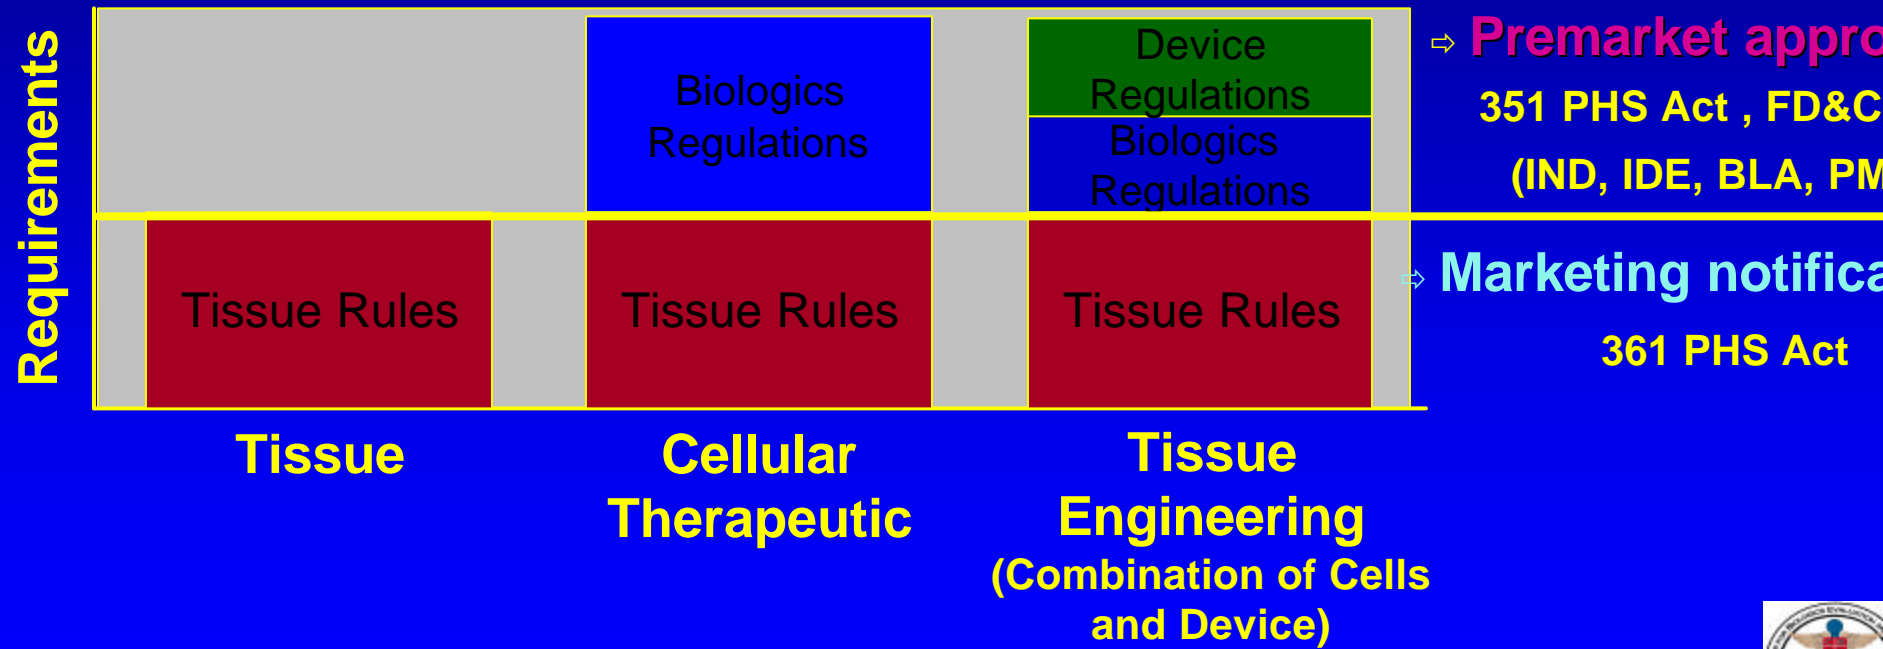 Requirements
Biologics
Regulations
Device
Regulations
Biologics
Regulations
Tissue Rules
Tissue Rules
Tissue Rules
Tissue
Cellular
Therapeutic
Tissue
Engineering
(Combination of Cells
and Device)
⇨ Premarket appro
351 PHS Act , FD&C
(IND, IDE, BLA, PM
⇨ Marketing notifica
361 PHS Act